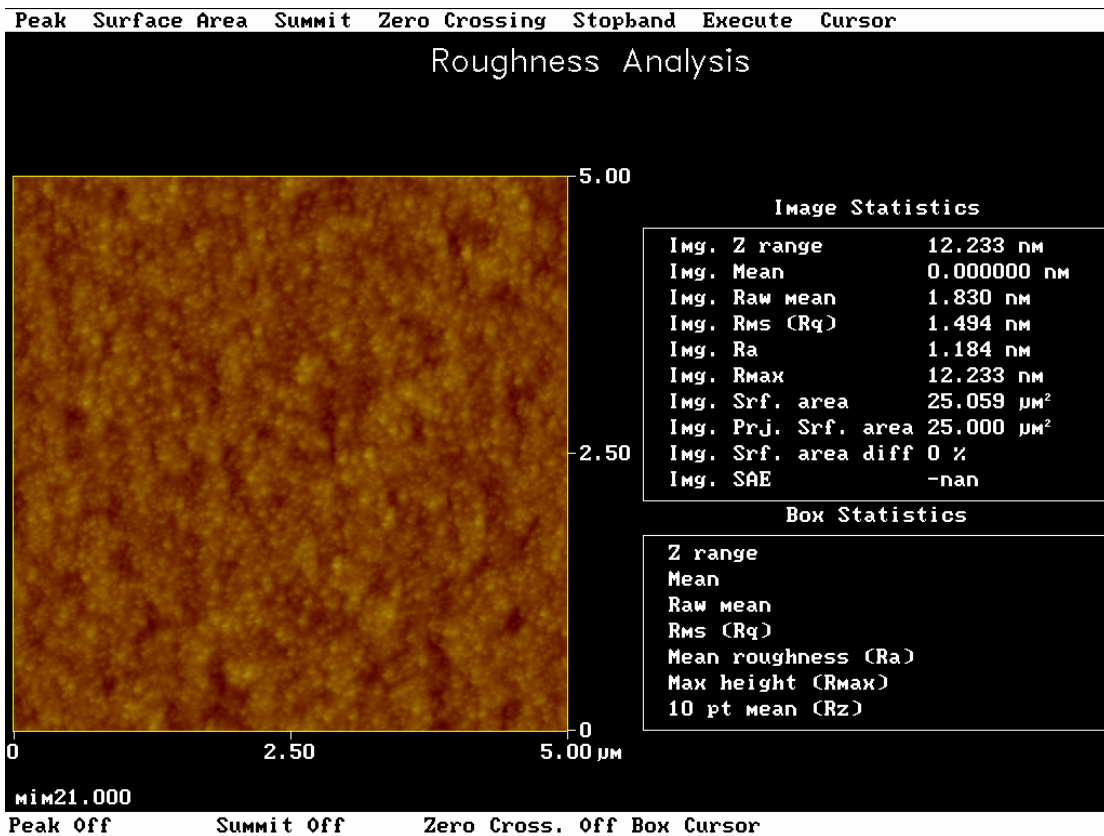 Peak Surface Area Summit Zero Crossing Stopband Execute Cursor
Roughness Analysis
5.00
2.50
0
0 2.50 5.00 µm
Image Statistics
Img. Z range 12.233 nm
Img. Mean 0.000000 nm
Img. Raw mean 1.830 nm
Img. Rms (Rq) 1.494 nm
Img. Ra 1.184 nm
Img. Rmax 12.233 nm
Img. Srf. area 25.059 µm²
Img. Prj. Srf. area 25.000 µm²
Img. Srf. area diff 0 %
Img. SAE -nan
Box Statistics
Z range
Mean
Raw mean
Rms (Rq)
Mean roughness (Ra)
Max height (Rmax)
10 pt mean (Rz)
mim21.000
Peak Off Summit Off Zero Cross. Off Box Cursor